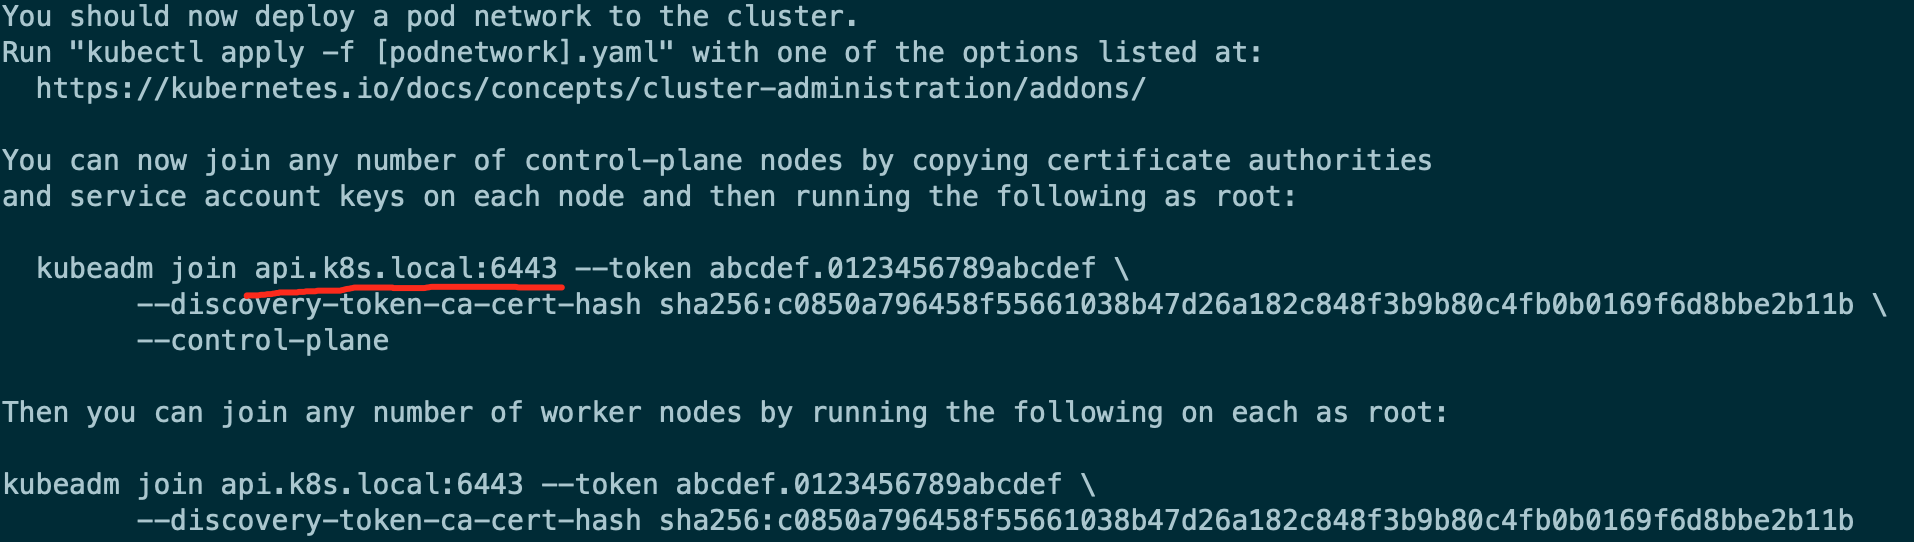 You should now deploy a pod network to the cluster.
Run "kubectl apply -f [podnetwork].yaml" with one of the options listed at:
  https://kubernetes.io/docs/concepts/cluster-administration/addons/

You can now join any number of control-plane nodes by copying certificate authorities
and service account keys on each node and then running the following as root:

  kubeadm join api.k8s.local:6443 --token abcdef.0123456789abcdef \
        --discovery-token-ca-cert-hash sha256:c0850a796458f55661038b47d26a182c848f3b9b80c4fb0b0169f6d8bbe2b11b \
        --control-plane

Then you can join any number of worker nodes by running the following on each as root:

kubeadm join api.k8s.local:6443 --token abcdef.0123456789abcdef \
        --discovery-token-ca-cert-hash sha256:c0850a796458f55661038b47d26a182c848f3b9b80c4fb0b0169f6d8bbe2b11b